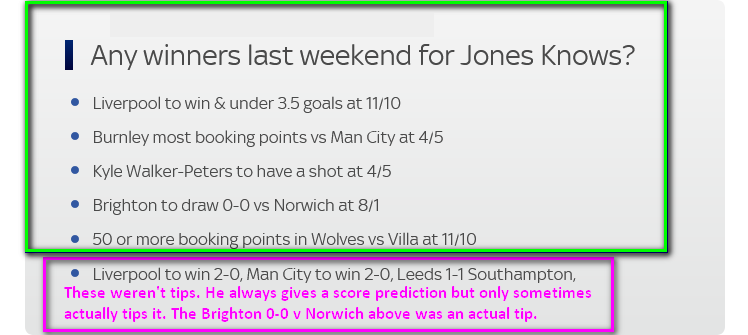 Any winners last weekend for Jones Knows?
Liverpool to win & under 3.5 goals at 11/10
Burnley most booking points vs Man City at 4/5
Kyle Walker-Peters to have a shot at 4/5
Brighton to draw 0-0 vs Norwich at 8/1
50 or more booking points in Wolves vs Villa at 11/10
Liverpool to win 2-0, Man City to win 2-0, Leeds 1-1 Southampton,
These weren't tips. He always gives a score prediction but only sometimes
actually tips it. The Brighton 0-0 v Norwich above was an actual tip.